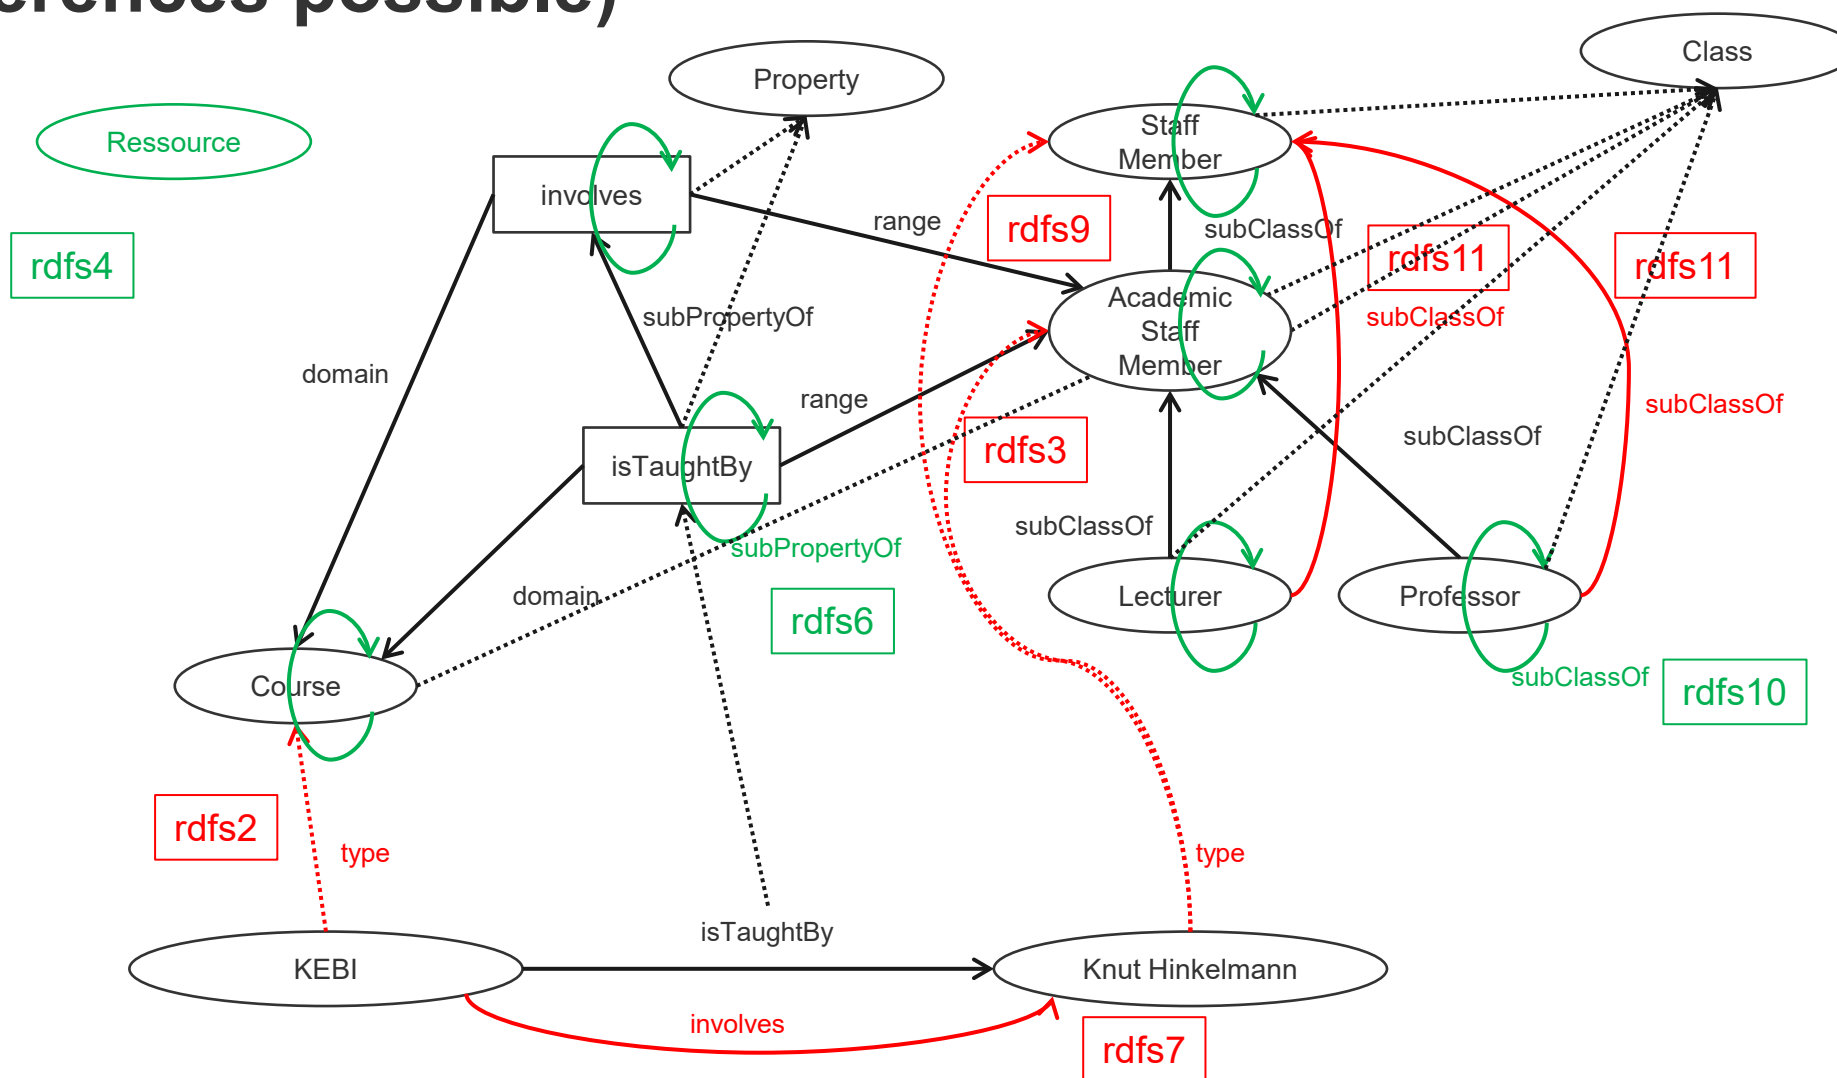 erences possible)
Class
Property
Ressource
Staff
Member
involves
range
rdfs9
subClassOf
rdfs11
rdfs11
rdfs4
Academic
Staff
Member
subPropertyOf
subClassOf
domain
range
subClassOf
subClassOf
rdfs3
isTaughtBy
subClassOf
subPropertyOf
domain
rdfs6
Lecturer
Professor
Course
subClassOf
rdfs10
rdfs2
type
type
isTaughtBy
KEBI
Knut Hinkelmann
involves
rdfs7